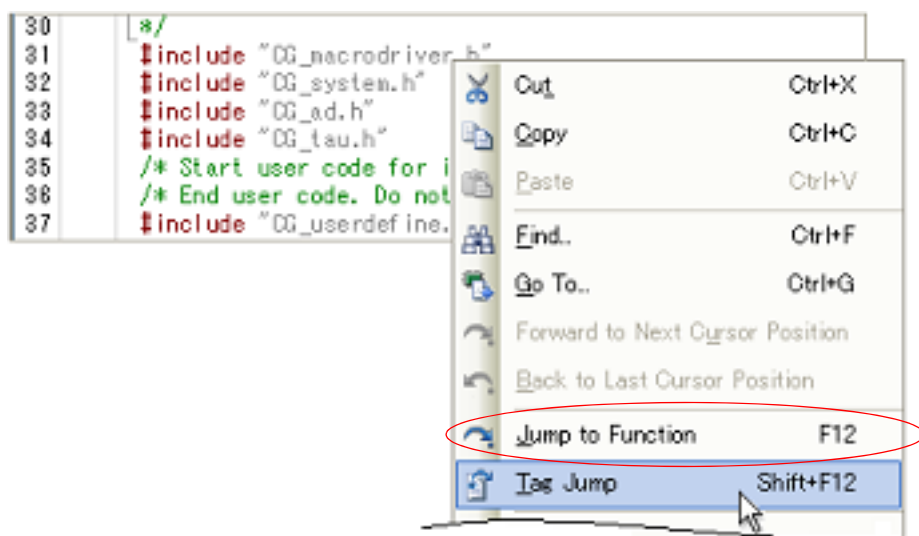 30 */
31 #include "CG_macrodriver.h"
32 #include "CG_system.h"
33 #include "CG_ad.h"
34 #include "CG_tau.h"
35 /* Start user code for i
36 /* End user code. Do not
37 #include "CG_userdefine.
Cut Ctrl+X
Copy Ctrl+C
Paste Ctrl+V
Find.. Ctrl+F
Go To.. Ctrl+G
Forward to Next Cursor Position
Back to Last Cursor Position
Jump to Function F12
Tag Jump Shift+F12